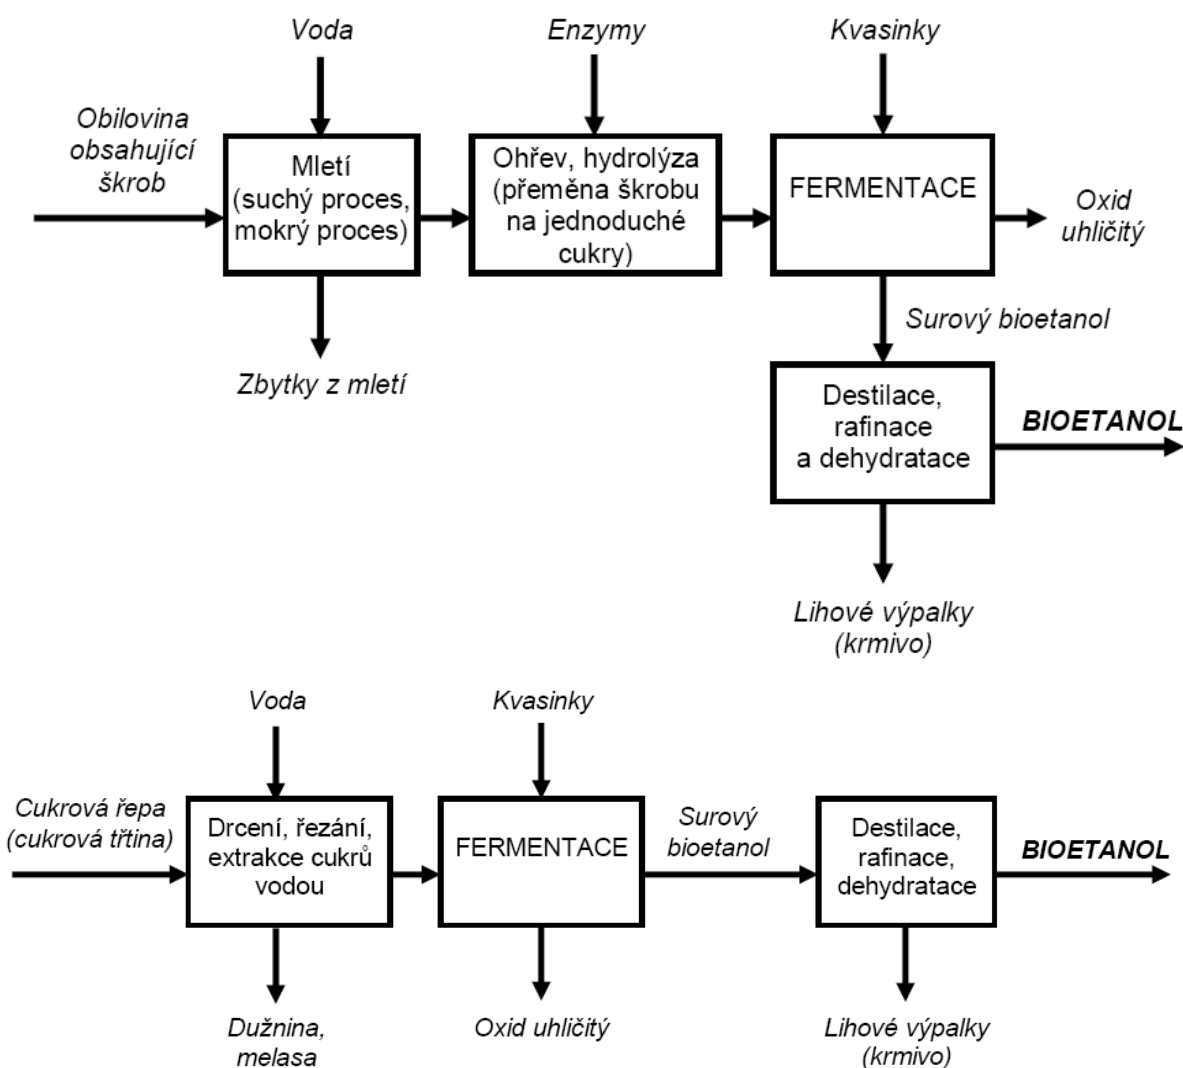 Voda
Enzymy
Kvasinky
Obilovina
obsahující
škrob
Mletí
(suchý proces,
mokrý proces)
Ohřev, hydrolýza
(přeměna škrobu
na jednoduché
cukry)
FERMENTACE
Oxid
uhličitý
Zbytky z mletí
Surový bioetanol
Destilace,
rafinace
a dehydratace
BIOETANOL
Lihové výpalky
(krmivo)
Voda
Kvasinky
Cukrová řepa
(cukrová třtina)
Drcení, řezání,
extrakce cukrů
vodou
FERMENTACE
Surový
bioetanol
Destilace,
rafinace,
dehydratace
BIOETANOL
Dužnina,
melasa
Oxid uhličitý
Lihové výpalky
(krmivo)